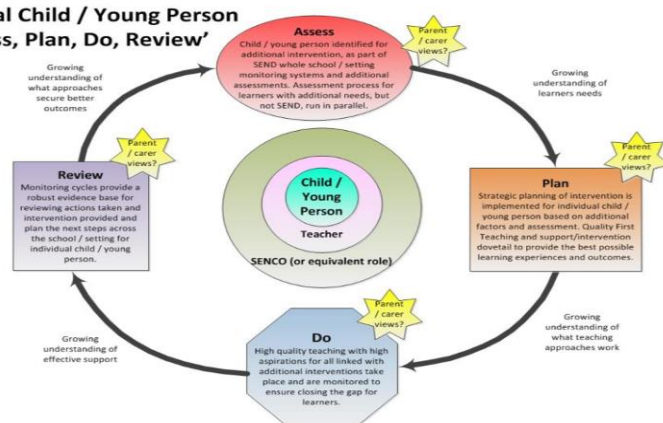 al Child / Young Person
ss, Plan, Do, Review’
Assess
Child / young person identified for
additional intervention, as part of
SEND whole school / setting
monitoring systems and additional
assessments. Assessment process for
learners with additional needs, but
not SEND, run in parallel.
Parent
/ carer
views?
Growing
understanding of
learners needs
Plan
Strategic planning of intervention is
implemented for individual child /
young person based on additional
factors and assessment. Quality First
Teaching and support/intervention
dovetail to provide the best possible
learning experiences and outcomes.
Parent
/ carer
views?
Growing
understanding of
what teaching
approaches work
Do
High quality teaching with high
aspirations for all linked with
additional interventions take
place and are monitored to
ensure closing the gap for
learners.
Parent
/ carer
views?
Growing
understanding of
effective support
Review
Monitoring cycles provide a
robust evidence base for
reviewing actions taken and
intervention provided and
plan the next steps across
the school / setting for
individual child / young
person.
Parent
/ carer
views?
Growing
understanding of
what approaches
secure better
outcomes
Child /
Young
Person
Teacher
SENCO (or equivalent role)